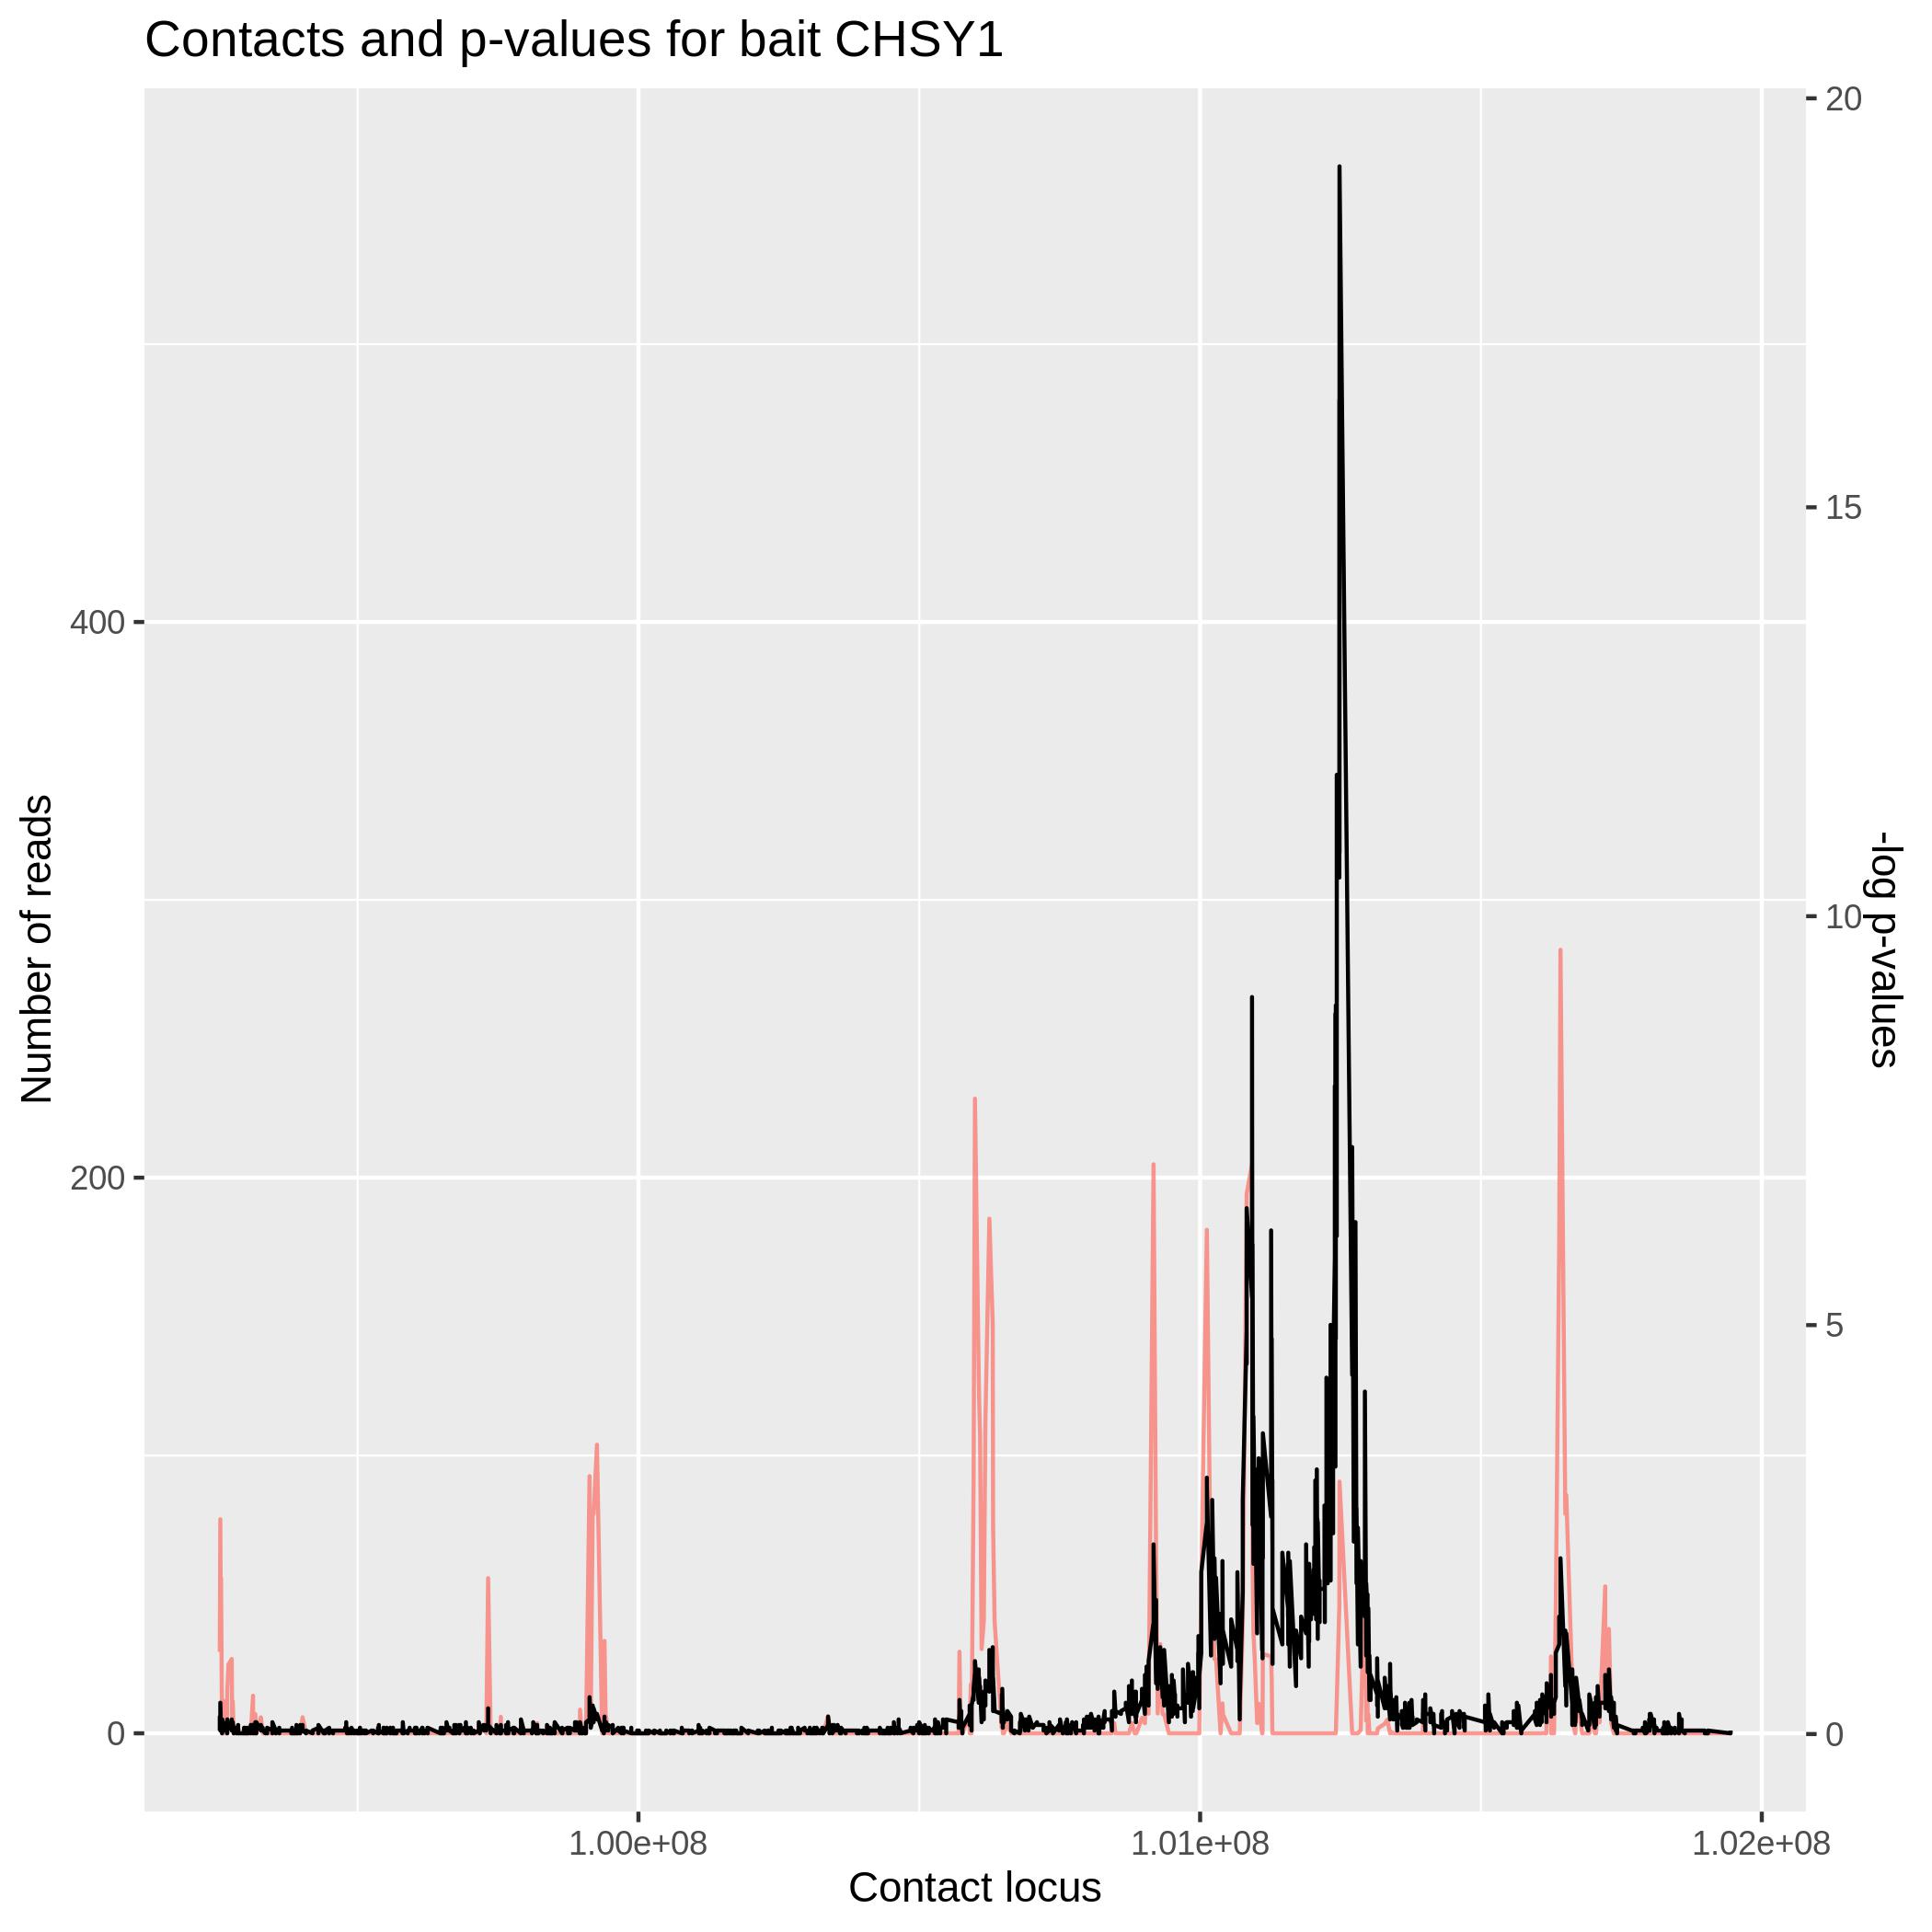 Contacts and p-values for bait CHSY1
Number of reads
400
200
0
20
15
10
5
0
-log p-values
1.00e+08
1.01e+08
1.02e+08
Contact locus